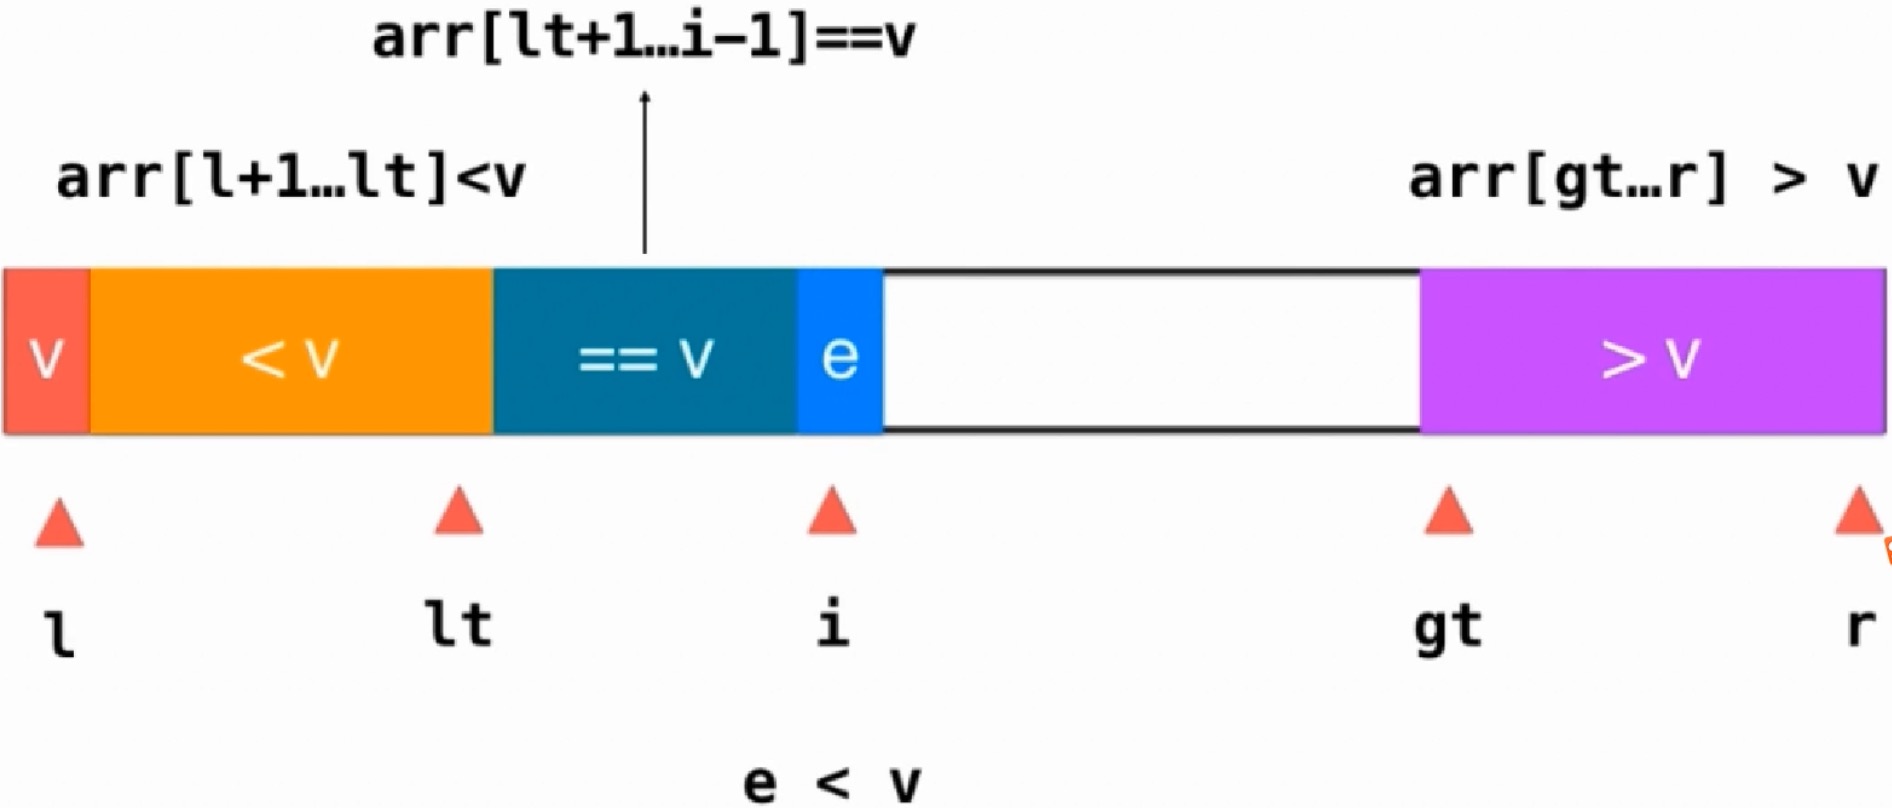 arr[lt+1…i-1]==v
arr[l+1…lt]<v
arr[gt…r] > v
v
< v
== v
e
> v
l
lt
i
gt
r
e < v